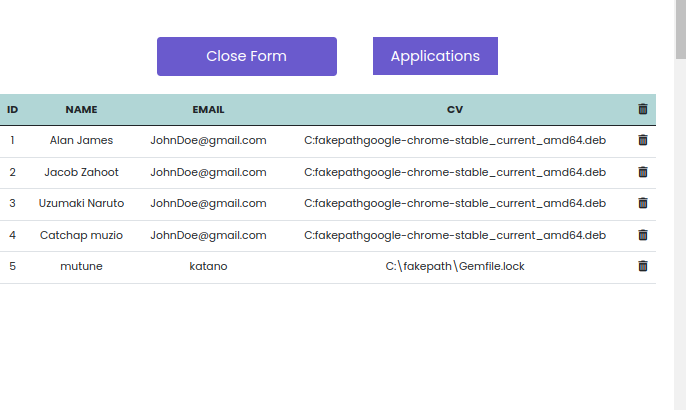 Close Form Applications
ID NAME EMAIL CV
1 Alan James JohnDoe@gmail.com C:fakepathgoogle-chrome-stable_current_amd64.deb
2 Jacob Zahoot JohnDoe@gmail.com C:fakepathgoogle-chrome-stable_current_amd64.deb
3 Uzumaki Naruto JohnDoe@gmail.com C:fakepathgoogle-chrome-stable_current_amd64.deb
4 Catchap muzio JohnDoe@gmail.com C:fakepathgoogle-chrome-stable_current_amd64.deb
5 mutune katano C:\fakepath\Gemfile.lock